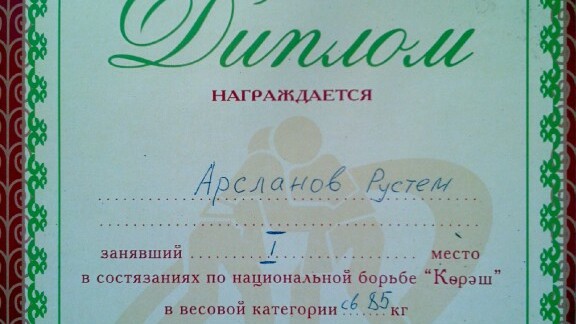 Диплом
НАГРАЖДАЕТСЯ
Арсланов Рустем
занявший I место
в состязаниях по национальной борьбе “Көрәш”
в весовой категории св 85 кг